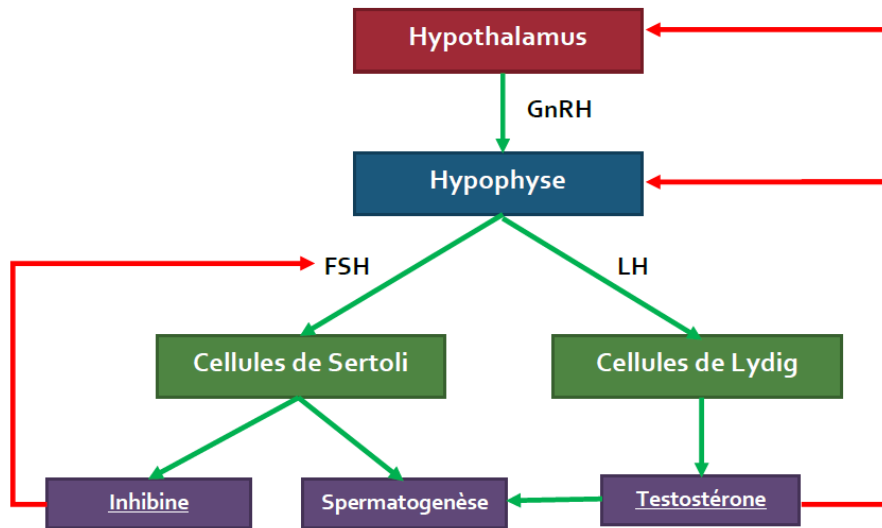 Hypothalamus
GnRH
Hypophyse
FSH
LH
Cellules de Sertoli
Cellules de Lydig
Inhibine
Spermatogenèse
Testostérone